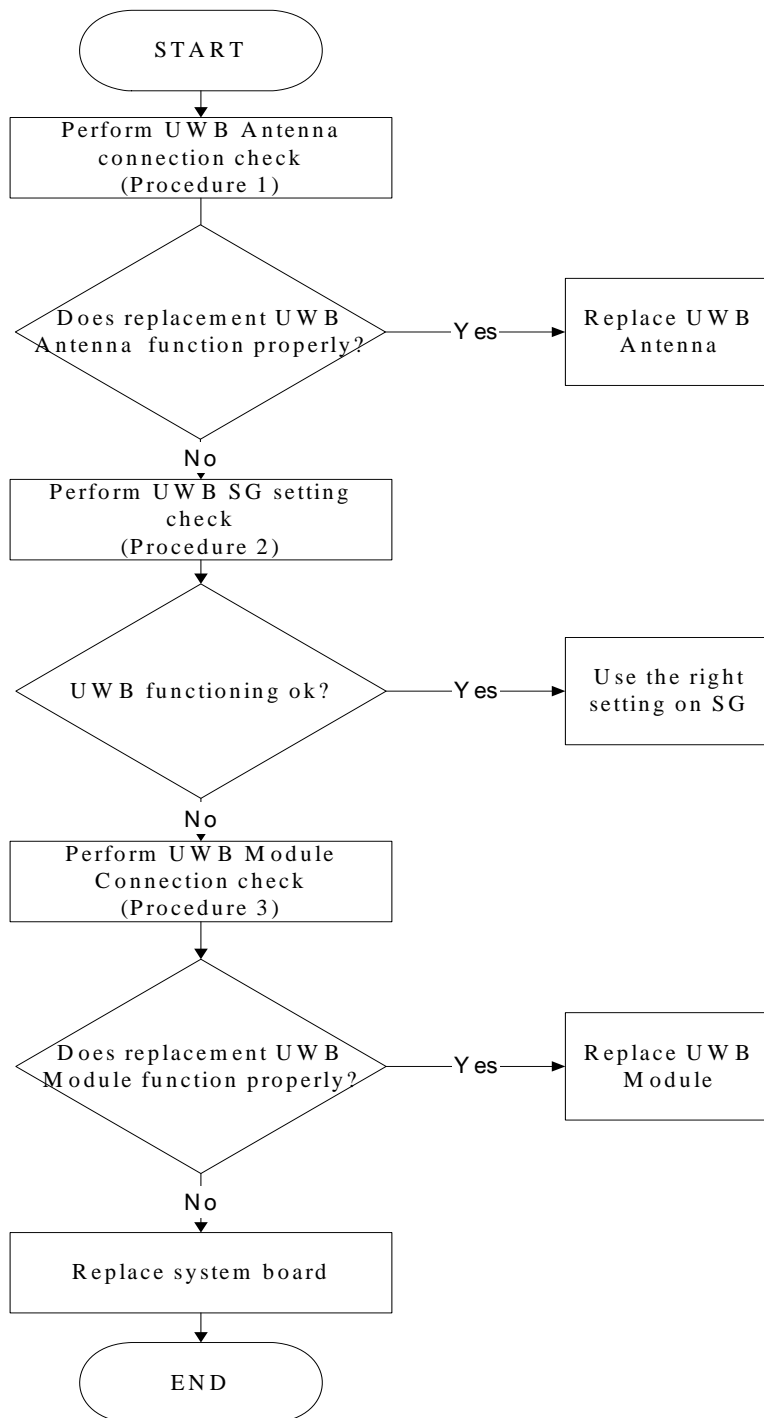 START
Perform UWB Antenna
connection check
(Procedure 1)
Does replacement UWB
Antenna function properly?
Yes
Replace UWB
Antenna
No
Perform UWB SG setting
check
(Procedure 2)
UWB functioning ok?
Yes
Use the right
setting on SG
No
Perform UWB Module
Connection check
(Procedure 3)
Does replacement UWB
Module function properly?
Yes
Replace UWB
Module
No
Replace system board
END